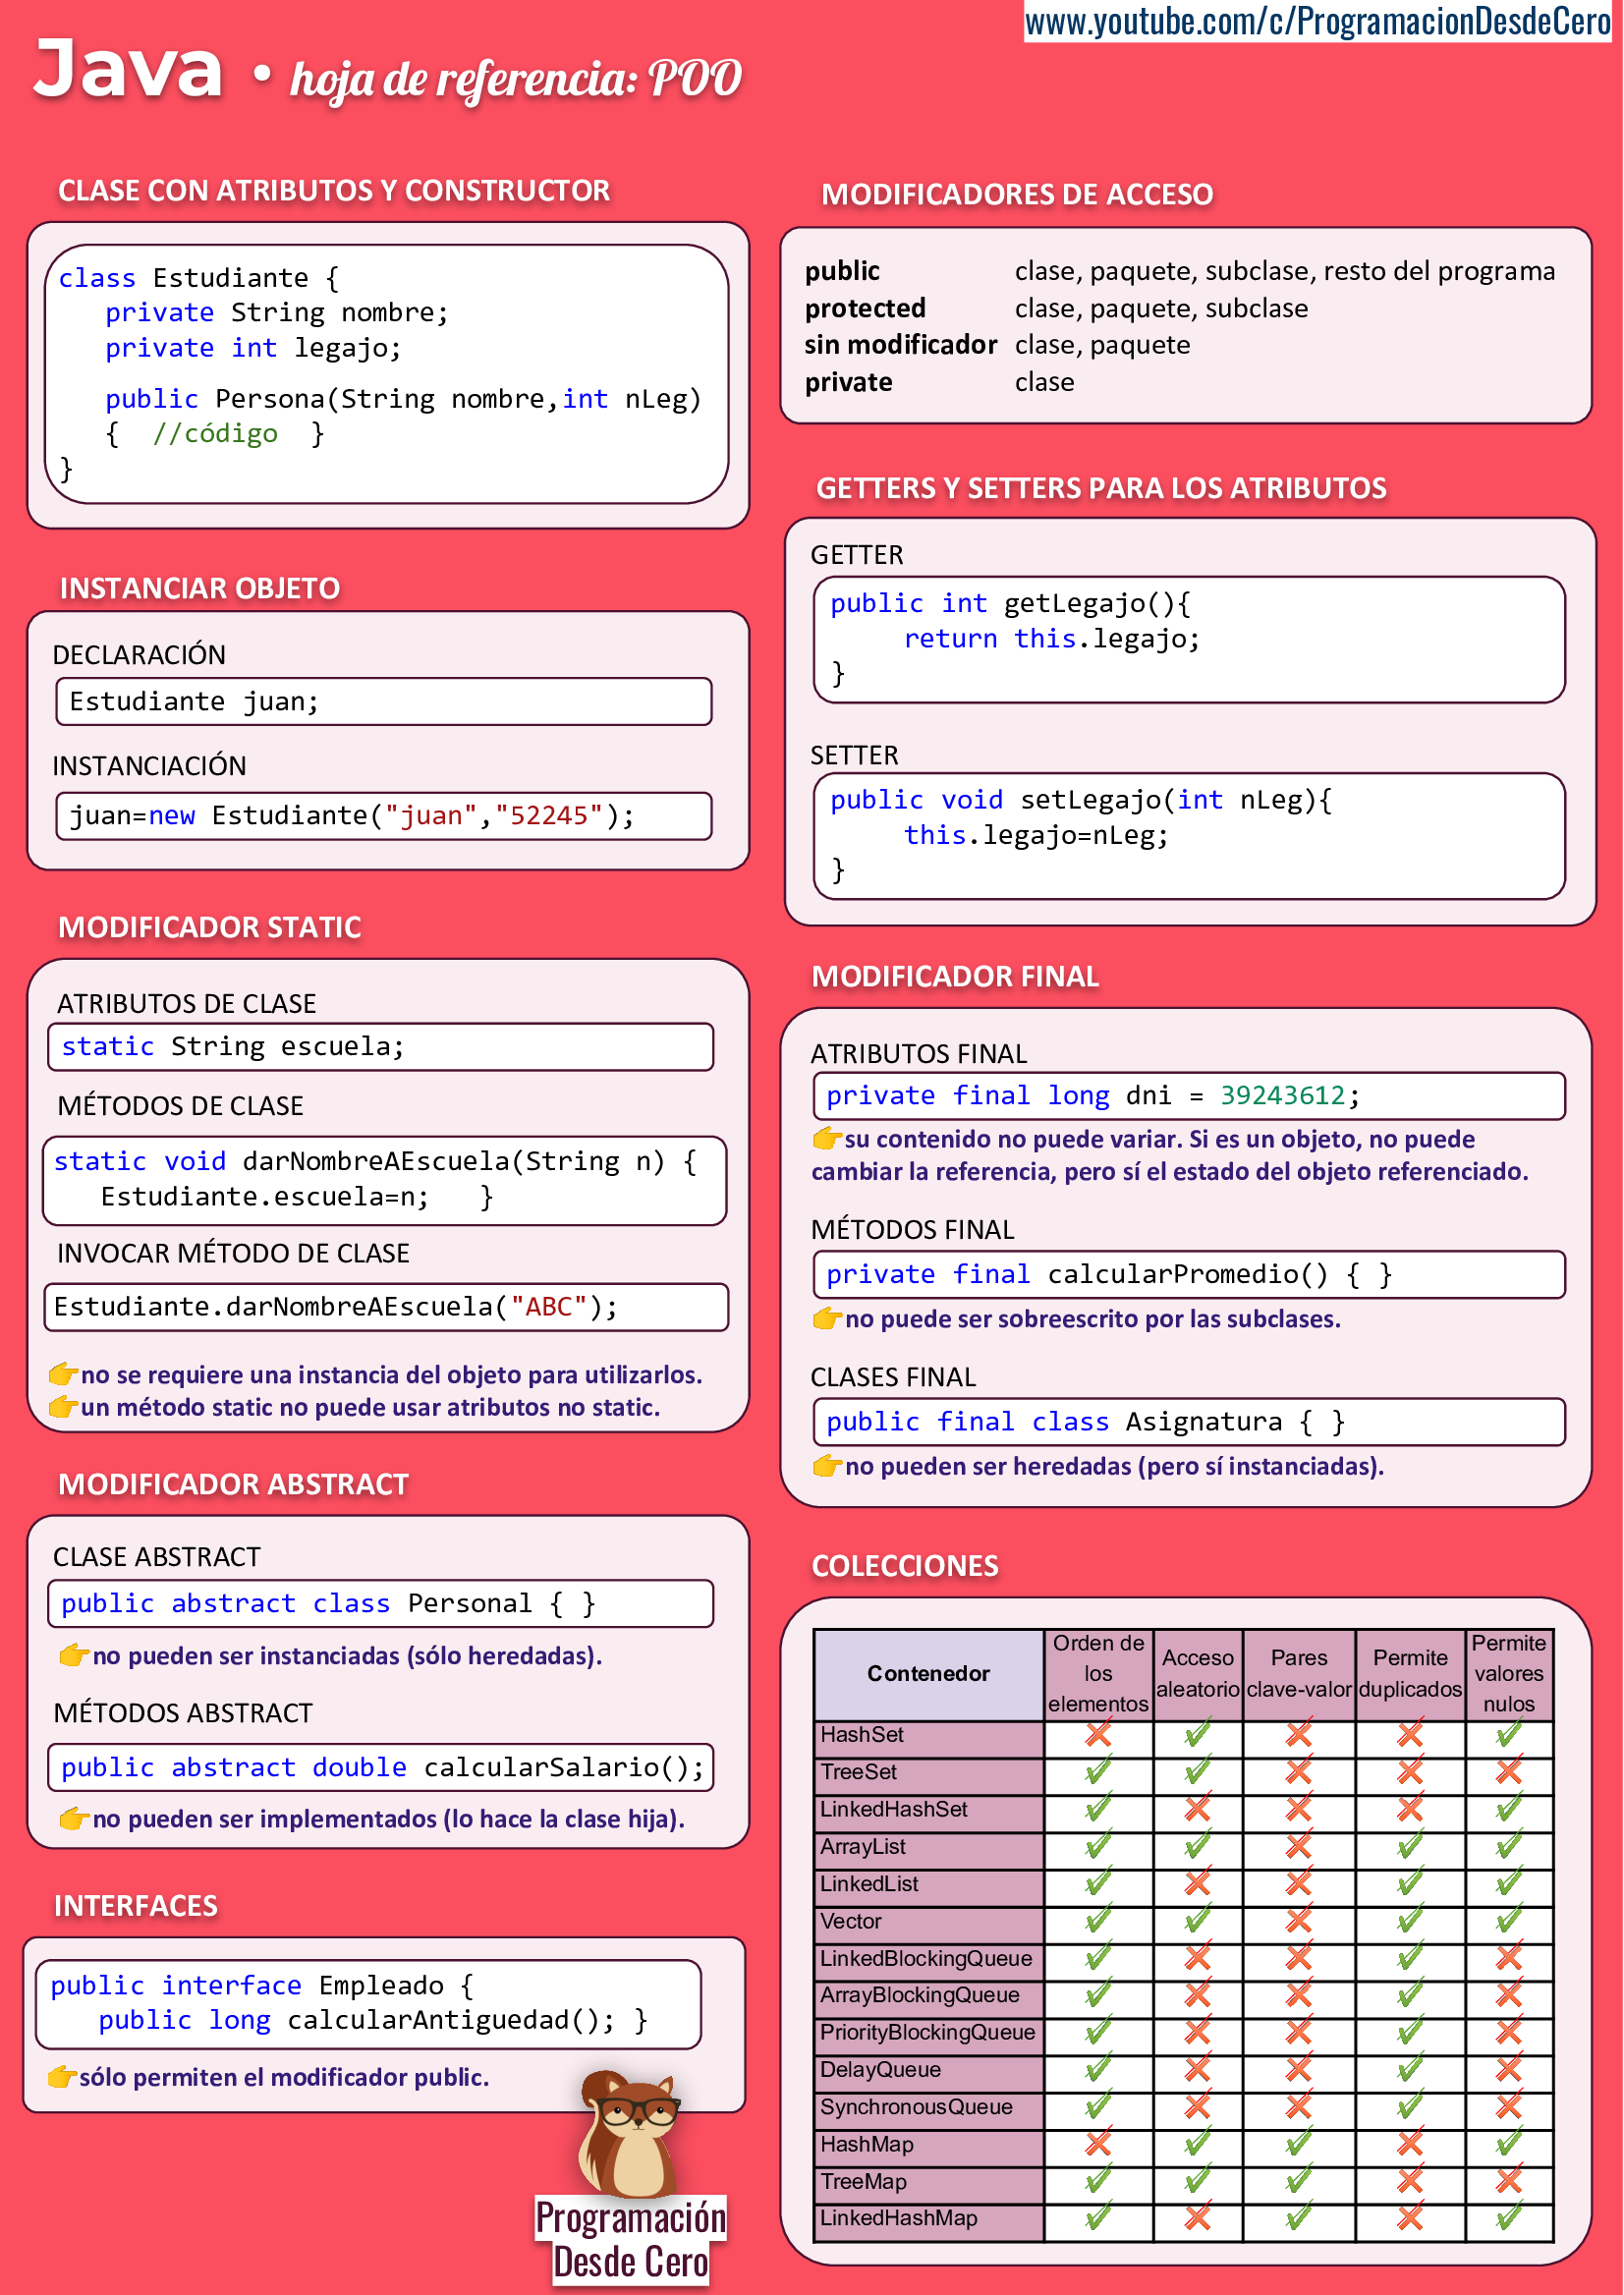 www.youtube.com/c/ProgramacionDesdeCero
Java • hoja de referencia: POO
CLASE CON ATRIBUTOS Y CONSTRUCTOR
class Estudiante {
private String nombre;
private int legajo;
public Persona(String nombre,int nLeg)
{ //código }
}
INSTANCIAR OBJETO
DECLARACIÓN
Estudiante juan;
INSTANCIACIÓN
juan=new Estudiante("juan","52245");
MODIFICADOR STATIC
ATRIBUTOS DE CLASE
static String escuela;
MÉTODOS DE CLASE
static void darNombreAEscuela(String n) {
Estudiante.escuela=n; }
INVOCAR MÉTODO DE CLASE
Estudiante.darNombreAEscuela("ABC");
👉no se requiere una instancia del objeto para utilizarlos.
👉un método static no puede usar atributos no static.
MODIFICADOR ABSTRACT
CLASE ABSTRACT
public abstract class Personal { }
👉no pueden ser instanciadas (sólo heredadas).
MÉTODOS ABSTRACT
public abstract double calcularSalario();
👉no pueden ser implementados (lo hace la clase hija).
INTERFACES
public interface Empleado {
public long calcularAntiguedad(); }
👉sólo permiten el modificador public.
Programación
Desde Cero
MODIFICADORES DE ACCESO
public clase, paquete, subclase, resto del programa
protected clase, paquete, subclase
sin modificador clase, paquete
private clase
GETTERS Y SETTERS PARA LOS ATRIBUTOS
GETTER
public int getLegajo(){
return this.legajo;
}
SETTER
public void setLegajo(int nLeg){
this.legajo=nLeg;
}
MODIFICADOR FINAL
ATRIBUTOS FINAL
private final long dni = 39243612;
👉su contenido no puede variar. Si es un objeto, no puede
cambiar la referencia, pero sí el estado del objeto referenciado.
MÉTODOS FINAL
private final calcularPromedio() { }
👉no puede ser sobreescrito por las subclases.
CLASES FINAL
public final class Asignatura { }
👉no pueden ser heredadas (pero sí instanciadas).
COLECCIONES
Contenedor Orden de los elementos Acceso aleatorio Pares clave-valor Permite duplicados Permite valores nulos
HashSet ❌ ✔ ❌ ❌ ✔
TreeSet ✔ ✔ ❌ ❌ ❌
LinkedHashSet ✔ ❌ ❌ ❌ ✔
ArrayList ✔ ✔ ❌ ✔ ✔
LinkedList ✔ ❌ ❌ ✔ ✔
Vector ✔ ✔ ❌ ✔ ✔
LinkedBlockingQueue ✔ ❌ ❌ ✔ ❌
ArrayBlockingQueue ✔ ❌ ❌ ✔ ❌
PriorityBlockingQueue ✔ ❌ ❌ ✔ ❌
DelayQueue ✔ ❌ ❌ ✔ ❌
SynchronousQueue ✔ ❌ ❌ ✔ ❌
HashMap ❌ ✔ ✔ ❌ ✔
TreeMap ✔ ✔ ✔ ❌ ❌
LinkedHashMap ✔ ❌ ✔ ❌ ✔